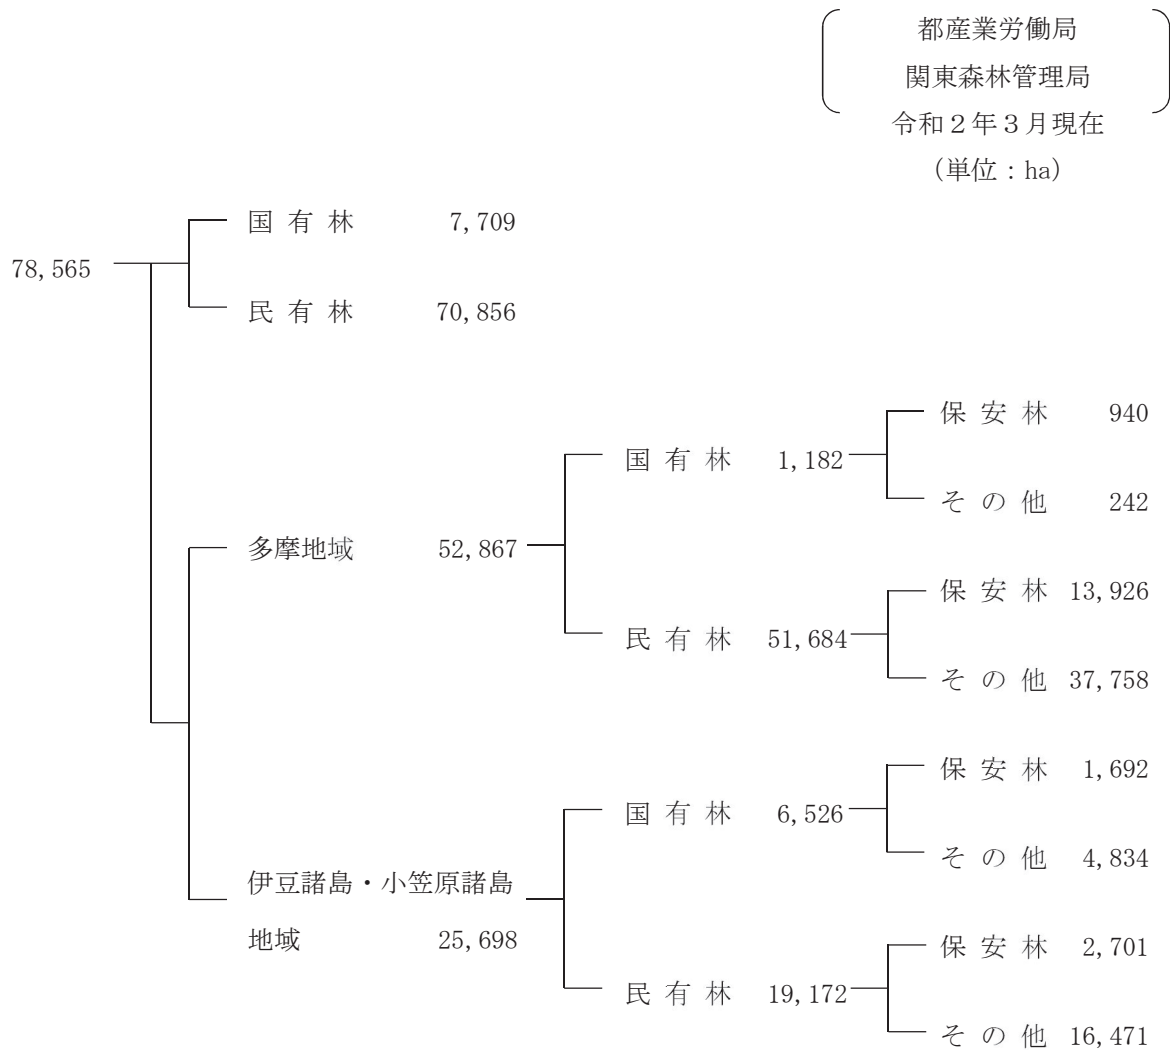 都産業労働局
関東森林管理局
令和２年３月現在
（単位：ha）
国 有 林 7,709
78,565
民 有 林 70,856
保 安 林 940
国 有 林 1,182
そ の 他 242
多摩地域 52,867
保 安 林 13,926
民 有 林 51,684
そ の 他 37,758
保 安 林 1,692
国 有 林 6,526
そ の 他 4,834
伊豆諸島・小笠原諸島
地域 25,698
保 安 林 2,701
民 有 林 19,172
そ の 他 16,471